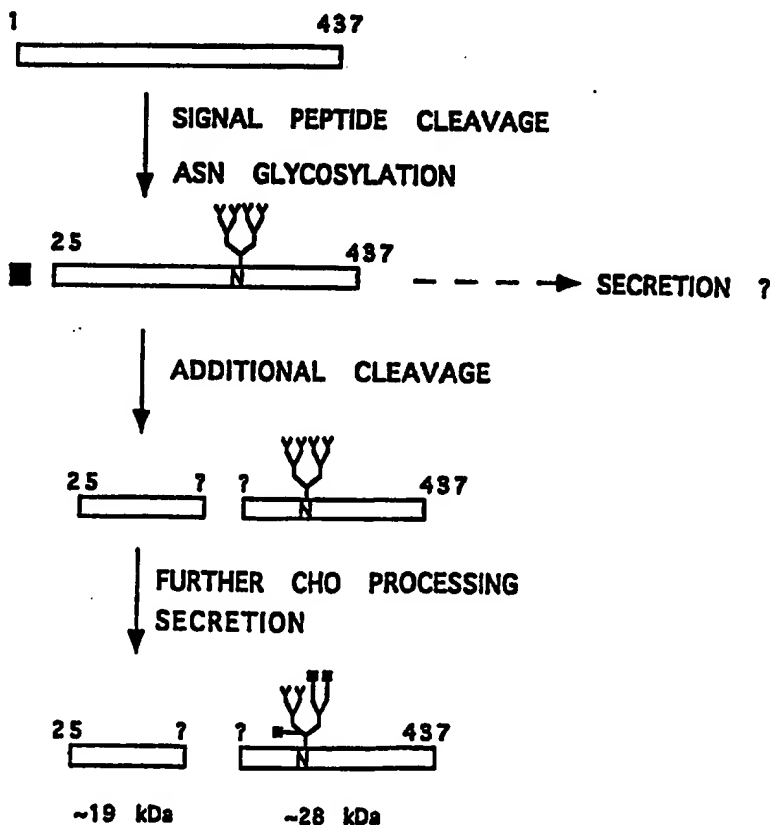 1 437
SIGNAL PEPTIDE CLEAVAGE
ASN GLYCOSYLATION
25 437
N
SECRETION ?
ADDITIONAL CLEAVAGE
25 ? ? 437
N
FURTHER CHO PROCESSING
SECRETION
25 ? ? 437
N
~19 kDa ~28 kDa